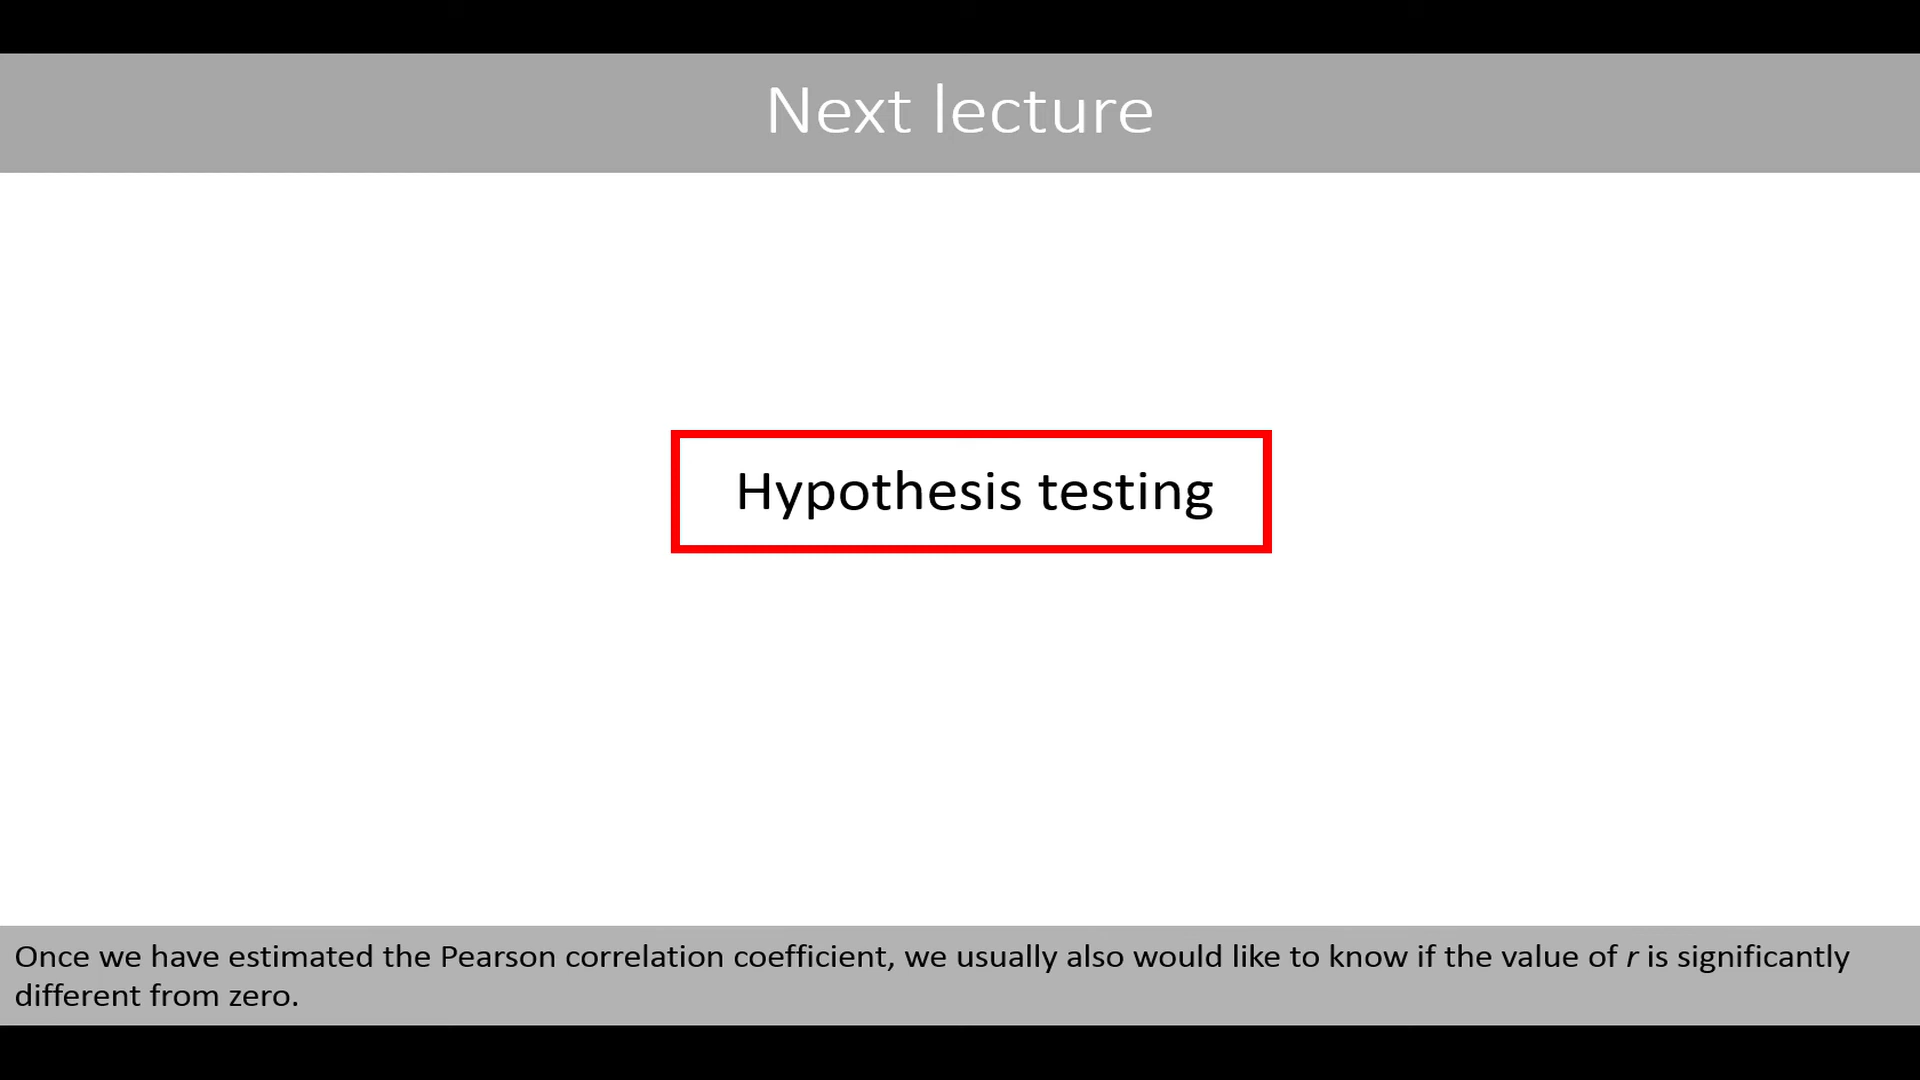 Next lecture
Hypothesis testing
Once we have estimated the Pearson correlation coefficient, we usually also would like to know if the value of r is significantly
different from zero.